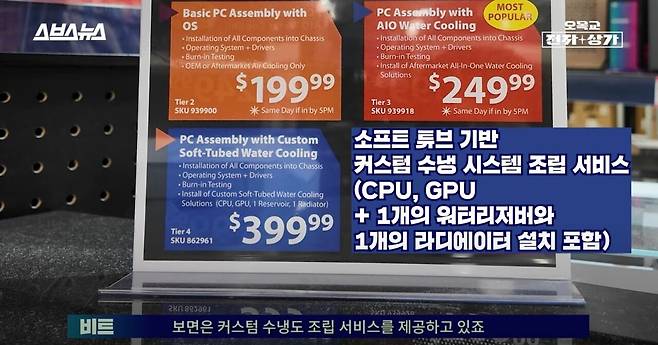 스브스뉴스
오목교
전자+상가
Basic PC Assembly with
OS
• Installation of All Components into Chassis
• Operating System + Drivers
• Burn-in Testing
• OEM or Aftermarket Air Cooling Only
$199.99
Tier 2
SKU 939900
Same Day if in by 5PM
PC Assembly with
AIO Water Cooling
MOST
POPULAR
• Installation of All Components into Chassis
• Operating System + Drivers
• Burn-in Testing
• Install of Aftermarket All-In-One Water Cooling
Solutions
$249.99
Tier 3
SKU 939918
Same Day if in by 5PM
PC Assembly with Custom
Soft-Tubed Water Cooling
• Installation of All Components into Chassis
• Operating System + Drivers
• Burn-in Testing
• Install of Custom Soft-Tubed Water Cooling
Solutions (CPU, GPU, 1 Reservoir, 1 Radiator)
$399.99
Tier 4
SKU 862961
소프트 튜브 기반
커스텀 수냉 시스템 조립 서비스
(CPU, GPU
+ 1개의 워터리저버와
1개의 라디에이터 설치 포함)
비트
보면은 커스텀 수냉도 조립 서비스를 제공하고 있죠